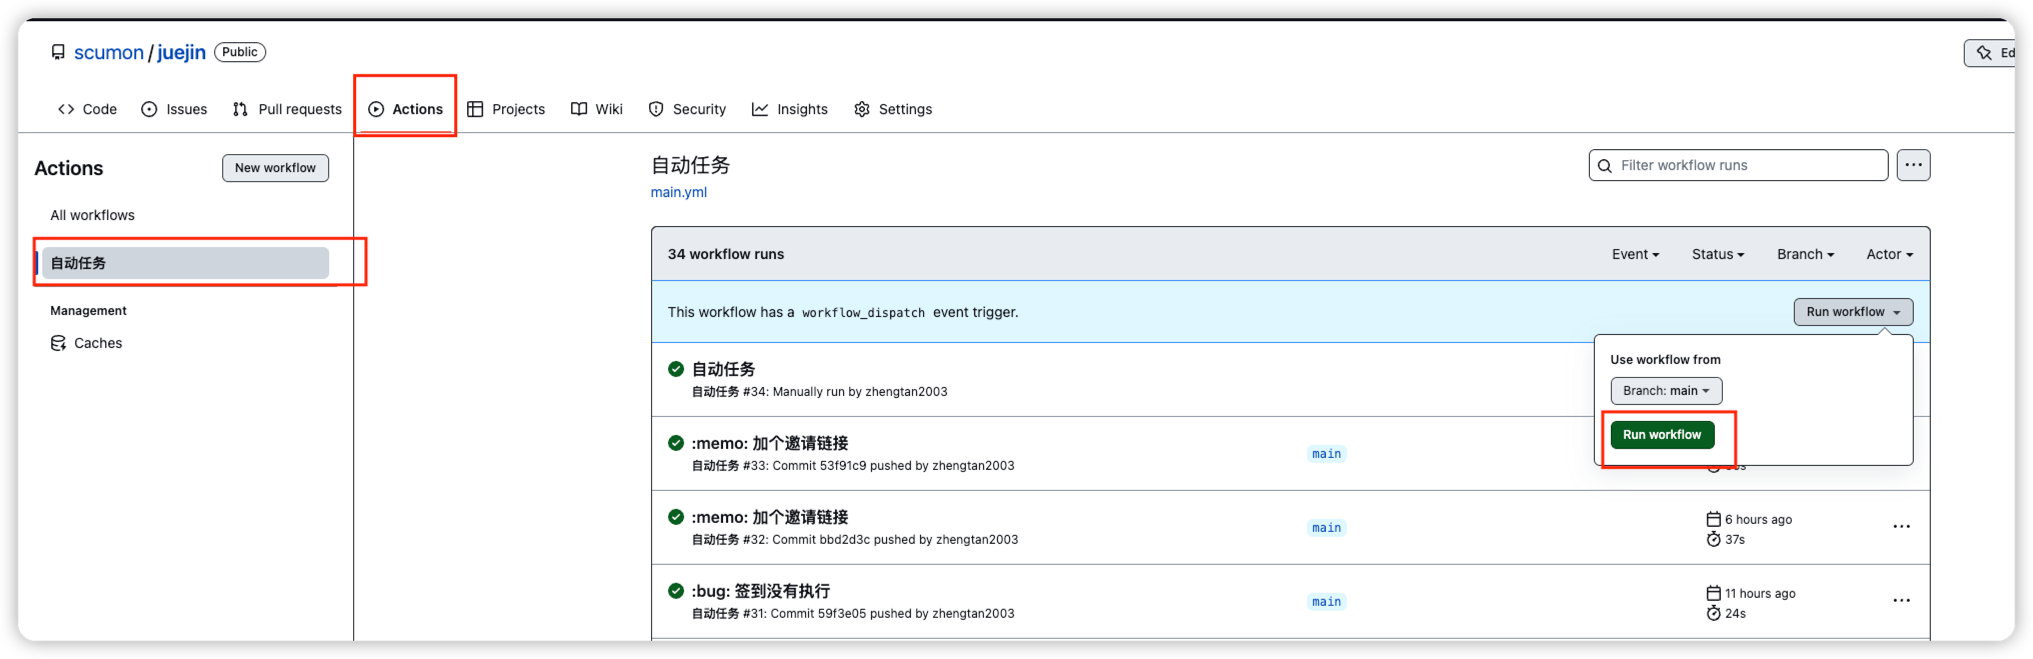 scumon / juejin Public
Ed
Code Issues Pull requests Actions Projects Wiki Security Insights Settings
Actions
New workflow
All workflows
自动任务
Management
Caches
自动任务
main.yml
Filter workflow runs
34 workflow runs
Event Status Branch Actor
This workflow has a workflow_dispatch event trigger.
Run workflow
Use workflow from
Branch: main
Run workflow
自动任务
自动任务 #34: Manually run by zhengtan2003
:memo: 加个邀请链接
自动任务 #33: Commit 53f91c9 pushed by zhengtan2003
main
:memo: 加个邀请链接
自动任务 #32: Commit bbd2d3c pushed by zhengtan2003
main
6 hours ago
37s
:bug: 签到没有执行
自动任务 #31: Commit 59f3e05 pushed by zhengtan2003
main
11 hours ago
24s